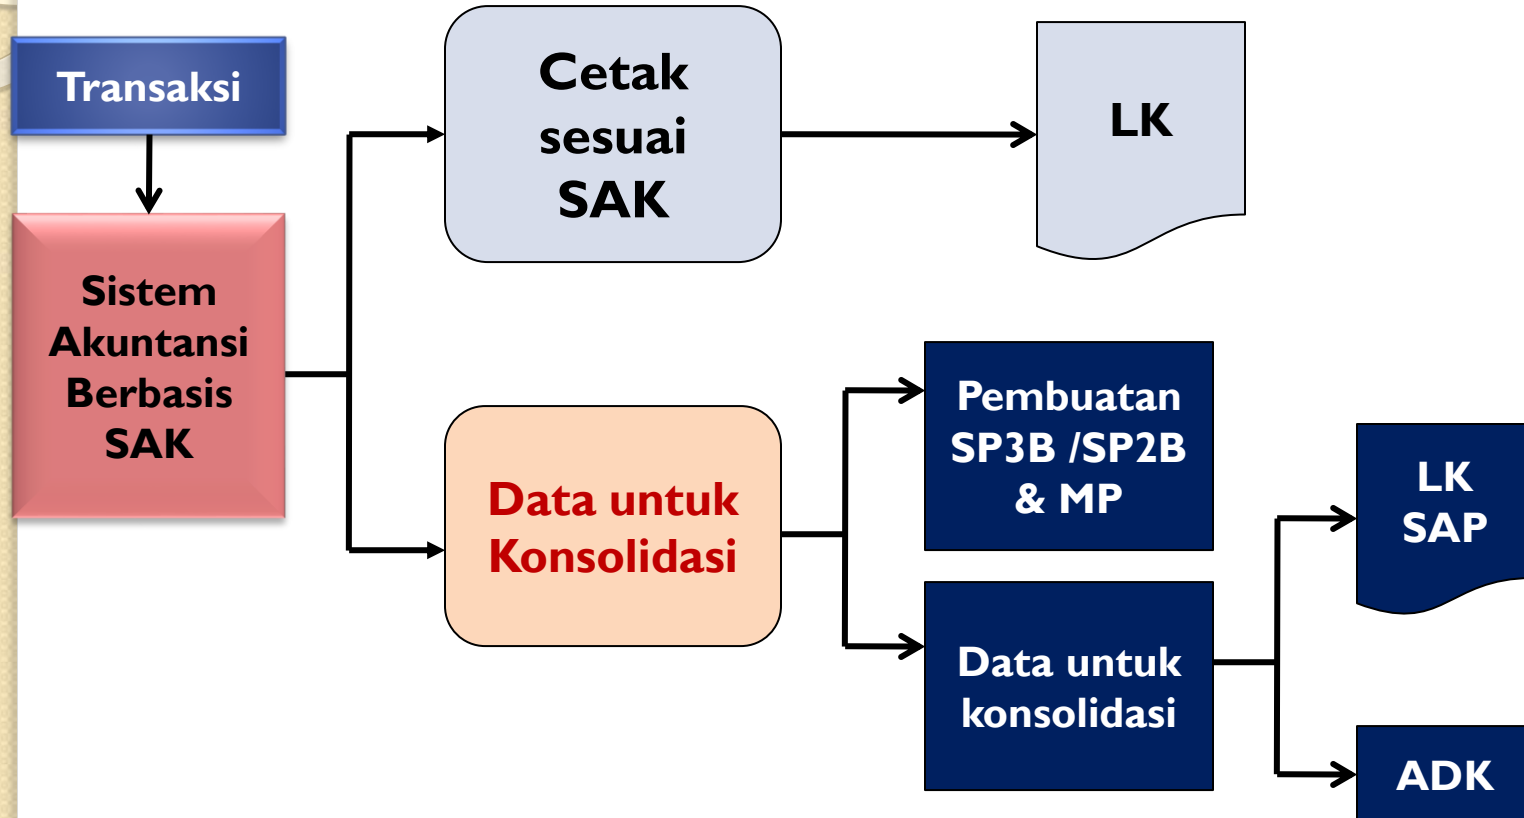 Transaksi
Sistem
Akuntansi
Berbasis
SAK
Cetak
sesuai
SAK
LK
Data untuk
Konsolidasi
Pembuatan
SP3B /SP2B
& MP
Data untuk
konsolidasi
LK
SAP
ADK